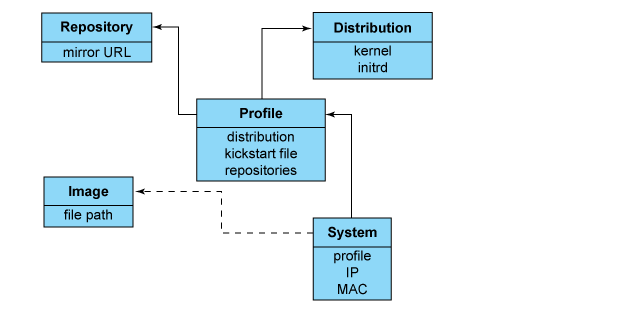 Repository
mirror URL
Distribution
kernel
initrd
Profile
distribution
kickstart file
repositories
Image
file path
System
profile
IP
MAC